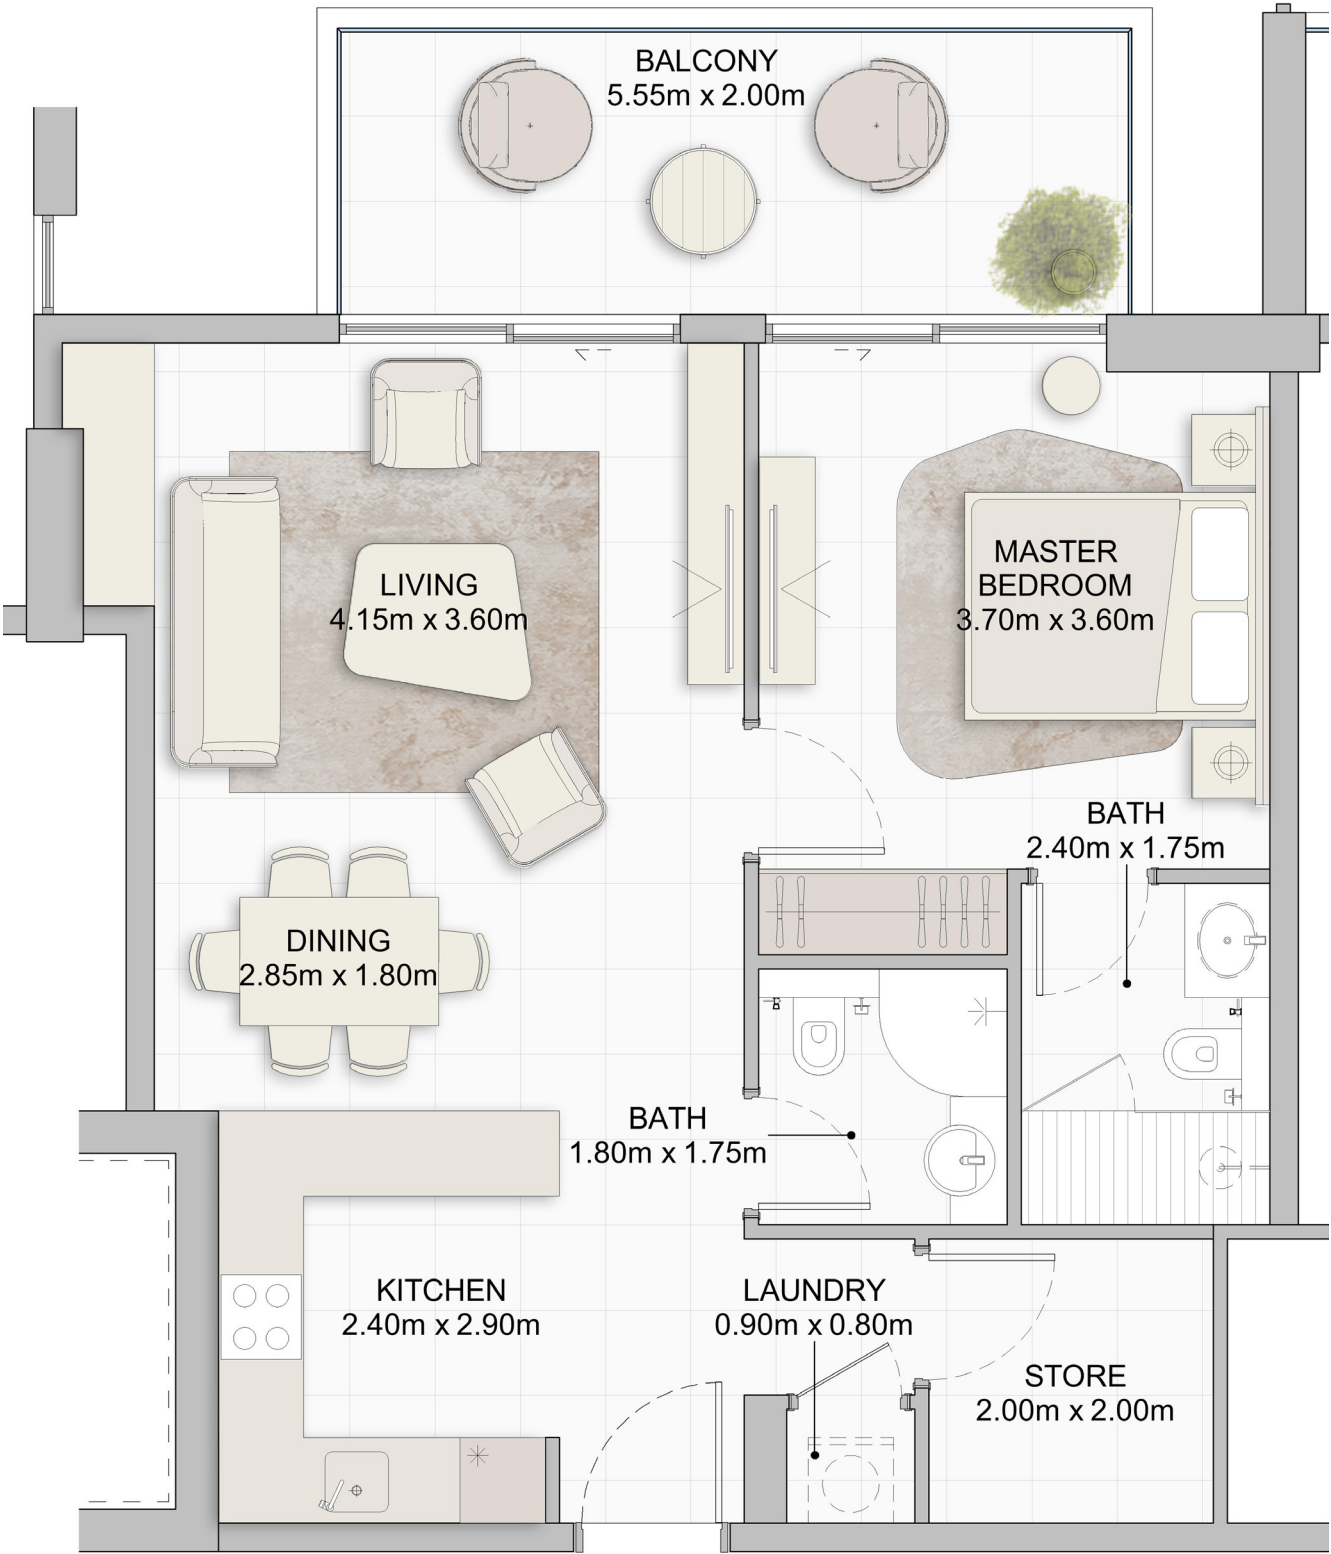 BALCONY
5.55m x 2.00m
LIVING
4.15m x 3.60m
MASTER
BEDROOM
3.70m x 3.60m
BATH
2.40m x 1.75m
DINING
2.85m x 1.80m
BATH
1.80m x 1.75m
KITCHEN
2.40m x 2.90m
LAUNDRY
0.90m x 0.80m
STORE
2.00m x 2.00m